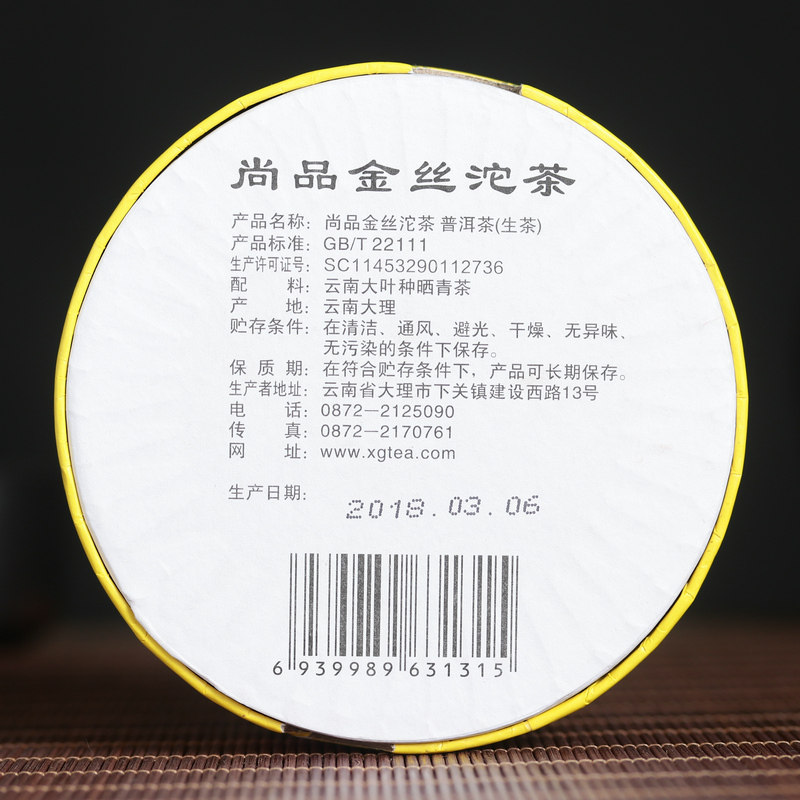 尚品金丝沱茶
产品名称：尚品金丝沱茶 普洱茶(生茶)
产品标准：GB/T 22111
生产许可证号：SC11453290112736
配 料：云南大叶种晒青茶
产 地：云南大理
贮存条件：在清洁、通风、避光、干燥、无异味、
无污染的条件下保存。
保 质 期：在符合贮存条件下，产品可长期保存。
生产者地址：云南省大理市下关镇建设西路13号
电 话：0872—2125090
传 真：0872—2170761
网 址：www.xgtea.com
生产日期：2018.03.06
6 939989 631315